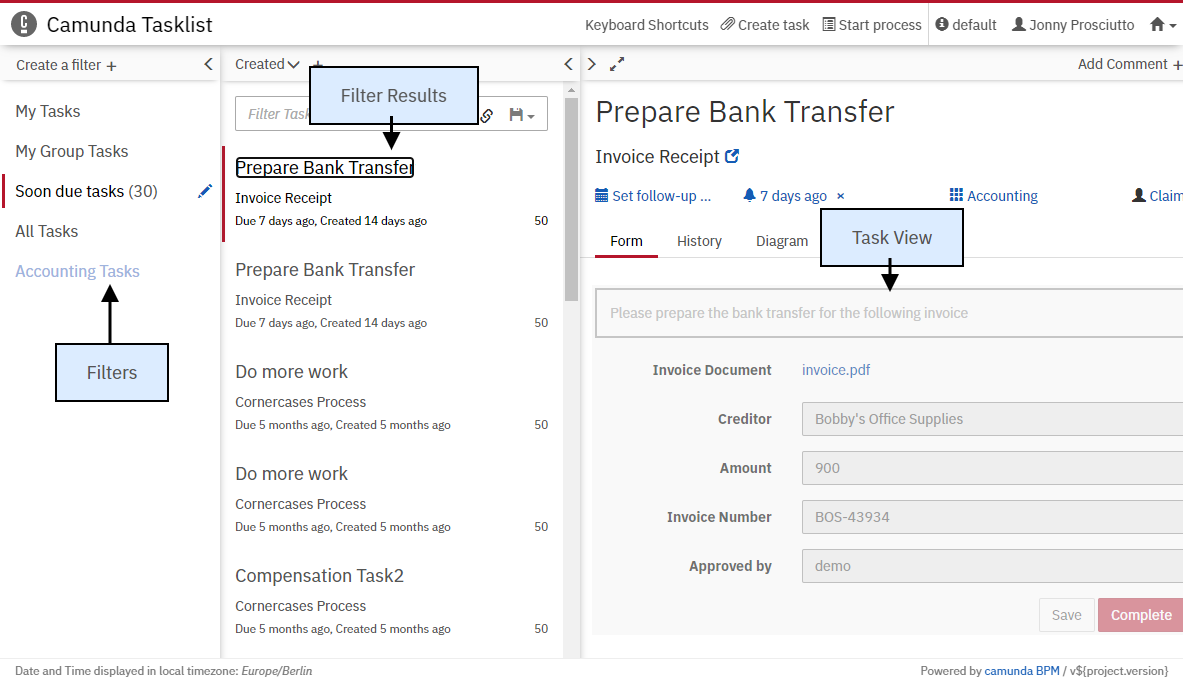 Camunda Tasklist
Keyboard Shortcuts Create task Start process default Jonny Prosciutto
Create a filter +
My Tasks
My Group Tasks
Soon due tasks (30)
All Tasks
Accounting Tasks
Filters
Created +
Filter Results
Filter
Prepare Bank Transfer
Invoice Receipt
Due 7 days ago, Created 14 days ago 50
Prepare Bank Transfer
Invoice Receipt
Due 7 days ago, Created 14 days ago 50
Do more work
Cornercases Process
Due 5 months ago, Created 5 months ago 50
Do more work
Cornercases Process
Due 5 months ago, Created 5 months ago 50
Compensation Task2
Cornercases Process
Due 5 months ago, Created 5 months ago 50
Add Comment +
Prepare Bank Transfer
Invoice Receipt
Set follow-up ... 7 days ago × Accounting Claim
Form History Diagram
Task View
Please prepare the bank transfer for the following invoice
Invoice Document invoice.pdf
Creditor Bobby's Office Supplies
Amount 900
Invoice Number BOS-43934
Approved by demo
Save Complete
Date and Time displayed in local timezone: Europe/Berlin
Powered by camunda BPM / v${project.version}